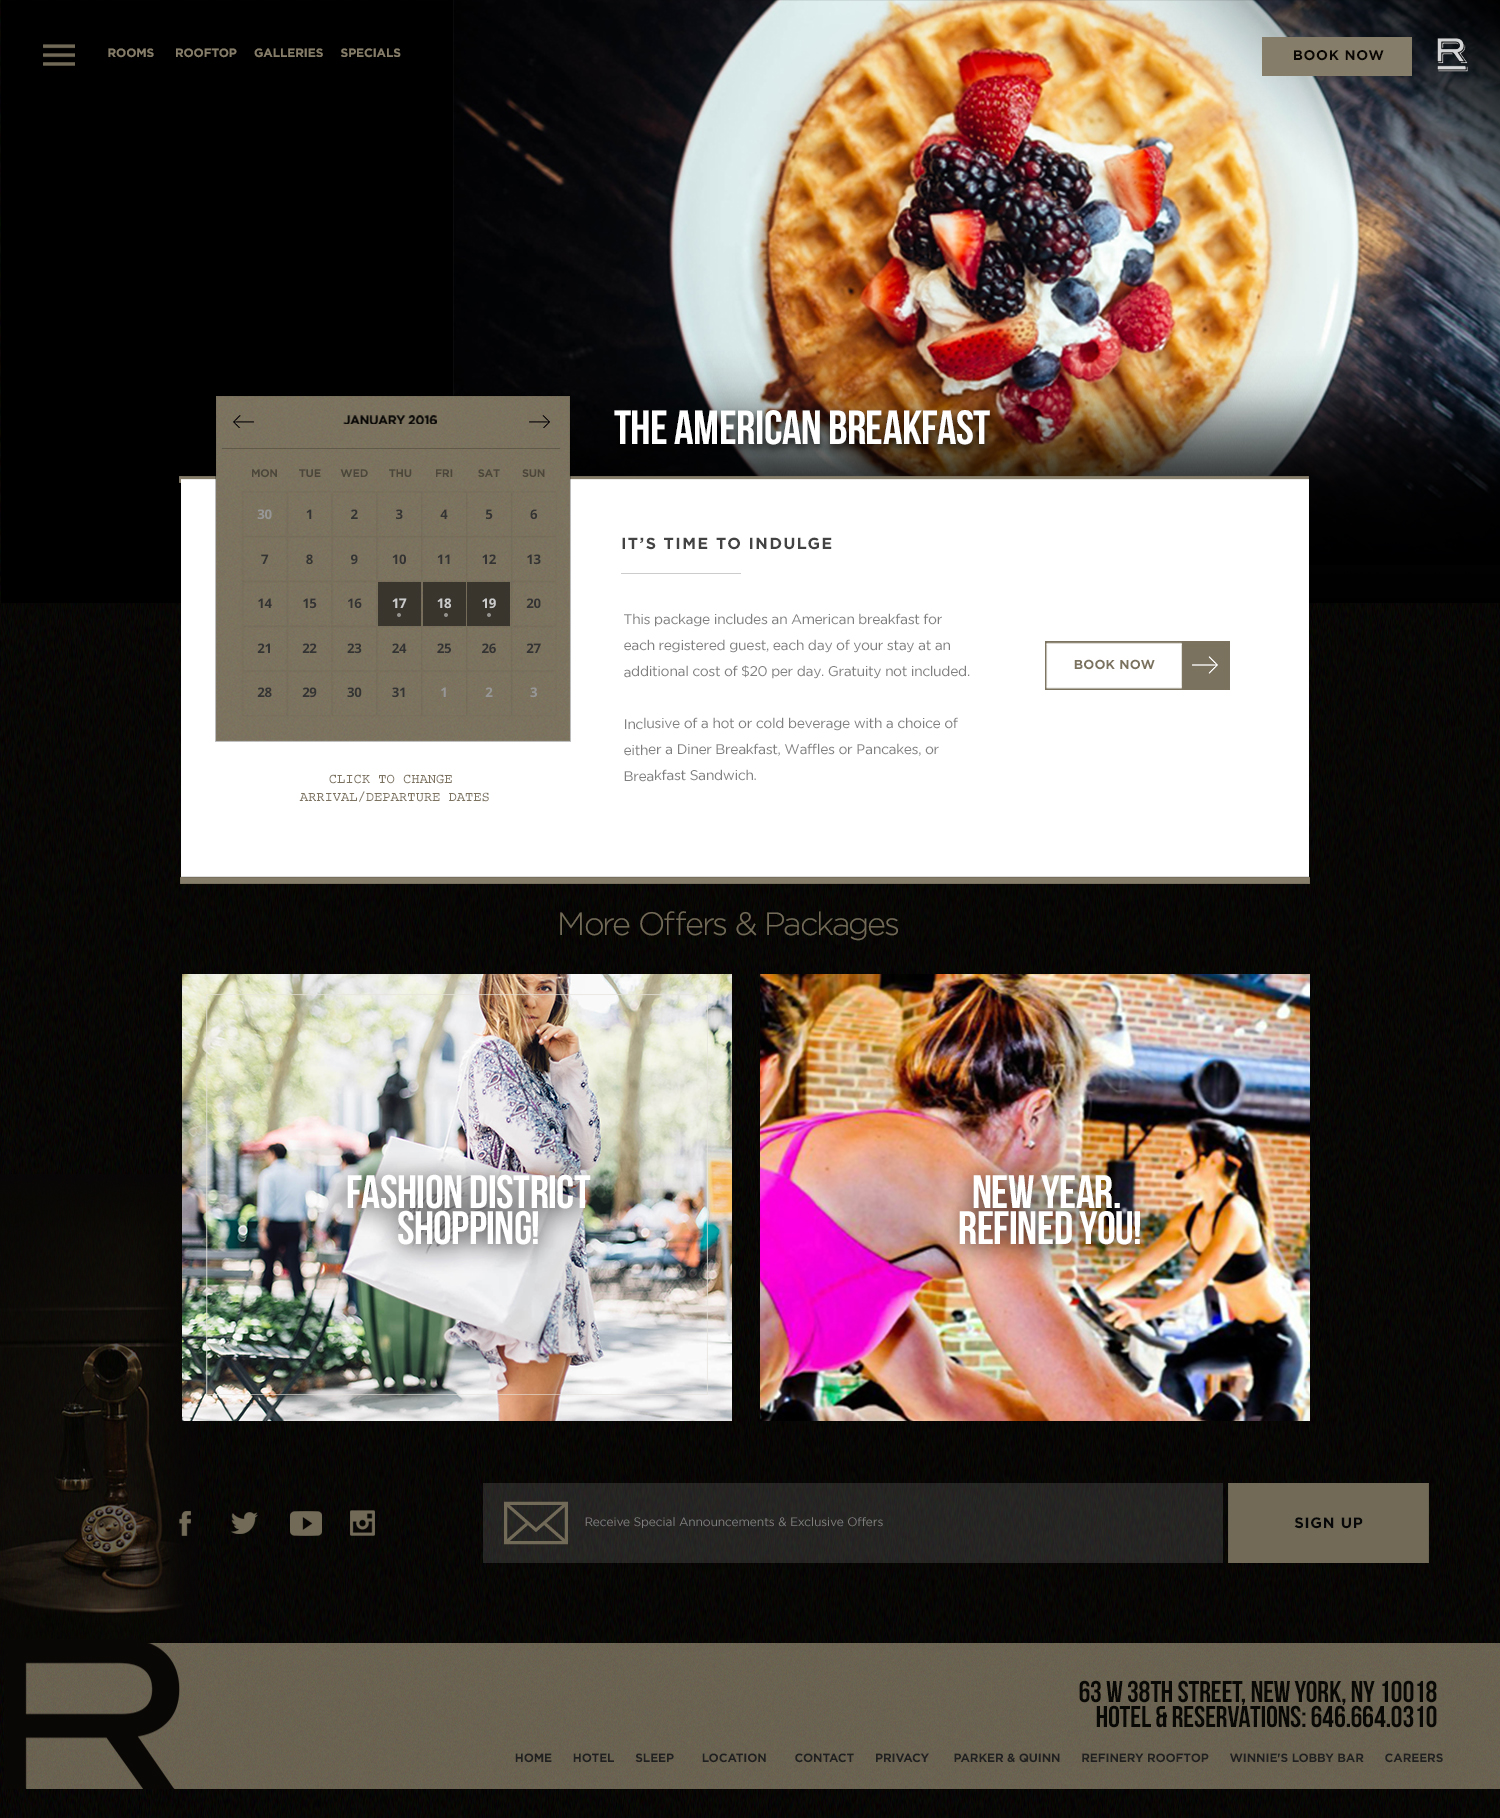 ROOMS ROOFTOP GALLERIES SPECIALS
BOOK NOW
R
THE AMERICAN BREAKFAST
JANUARY 2016
MON TUE WED THU FRI SAT SUN
30 1 2 3 4 5 6
7 8 9 10 11 12 13
14 15 16 17 18 19 20
21 22 23 24 25 26 27
28 29 30 31 1 2 3
CLICK TO CHANGE
ARRIVAL/DEPARTURE DATES
IT'S TIME TO INDULGE
This package includes an American breakfast for
each registered guest, each day of your stay at an
additional cost of $20 per day. Gratuity not included.
Inclusive of a hot or cold beverage with a choice of
either a Diner Breakfast, Waffles or Pancakes, or
Breakfast Sandwich.
BOOK NOW
More Offers & Packages
FASHION DISTRICT
SHOPPING!
NEW YEAR.
REFINED YOU!
Receive Special Announcements & Exclusive Offers
SIGN UP
R
63 W 38TH STREET, NEW YORK, NY 10018
HOTEL & RESERVATIONS: 646.664.0310
HOME HOTEL SLEEP LOCATION CONTACT PRIVACY PARKER & QUINN REFINERY ROOFTOP WINNIE'S LOBBY BAR CAREERS